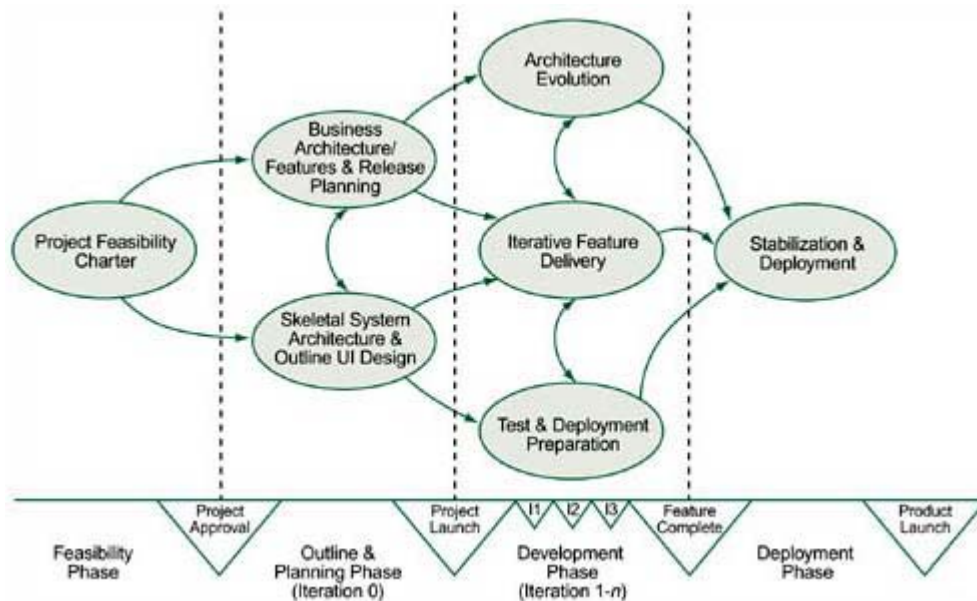 Architecture
Evolution
Business
Architecture/
Features & Release
Planning
Project Feasibility
Charter
Iterative Feature
Delivery
Stabilization &
Deployment
Skeletal System
Architecture &
Outline UI Design
Test & Deployment
Preparation
Project
Approval
Project
Launch
I1
I2
I3
Feature
Complete
Product
Launch
Feasibility
Phase
Outline &
Planning Phase
(Iteration 0)
Development
Phase
(Iteration 1-n)
Deployment
Phase